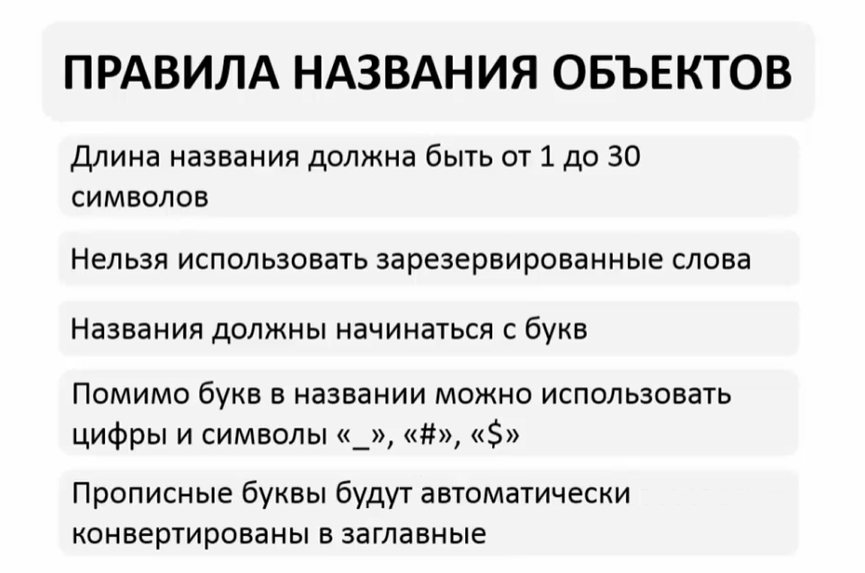 ПРАВИЛА НАЗВАНИЯ ОБЪЕКТОВ
Длина названия должна быть от 1 до 30
символов
Нельзя использовать зарезервированные слова
Названия должны начинаться с букв
Помимо букв в названии можно использовать
цифры и символы «_», «#», «$»
Прописные буквы будут автоматически
конвертированы в заглавные